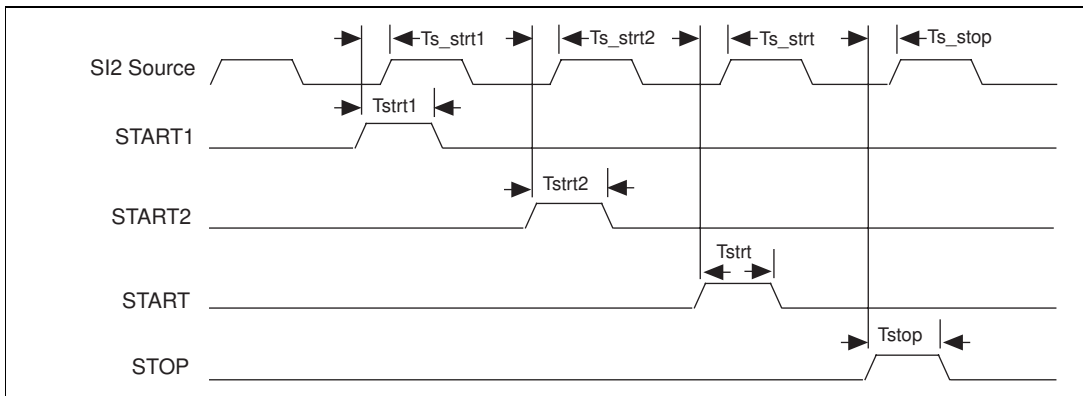 Ts_strt1 Ts_strt2 Ts_strt Ts_stop
SI2 Source
Tstrt1
START1
Tstrt2
START2
Tstrt
START
Tstop
STOP